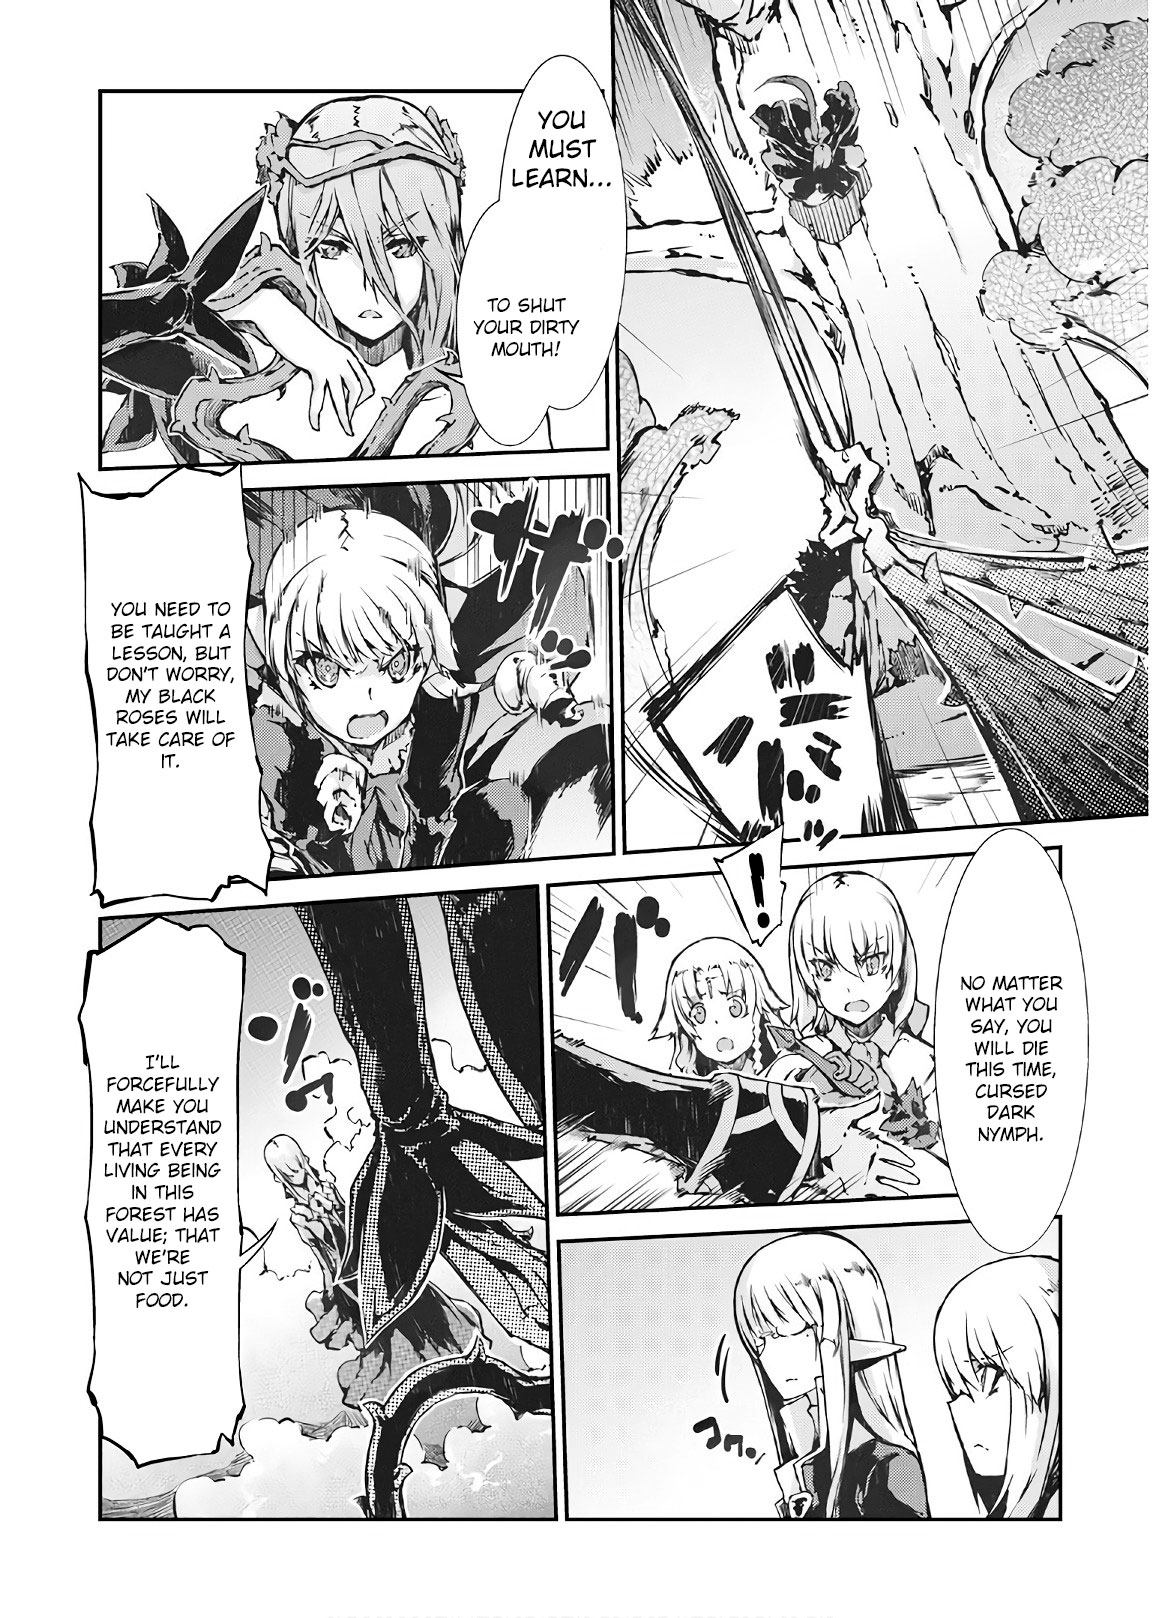 YOU
MUST
LEARN...
TO SHUT
YOUR DIRTY
MOUTH!
YOU NEED TO
BE TAUGHT A
LESSON, BUT
DON'T WORRY,
MY BLACK
ROSES WILL
TAKE CARE OF
IT.
!
NO MATTER
WHAT YOU
SAY, YOU
WILL DIE
THIS TIME,
CURSED
DARK
NYMPH.
I'LL
FORCEFULLY
MAKE YOU
UNDERSTAND
THAT EVERY
LIVING BEING
IN THIS
FOREST HAS
VALUE; THAT
WE'RE
NOT JUST
FOOD.